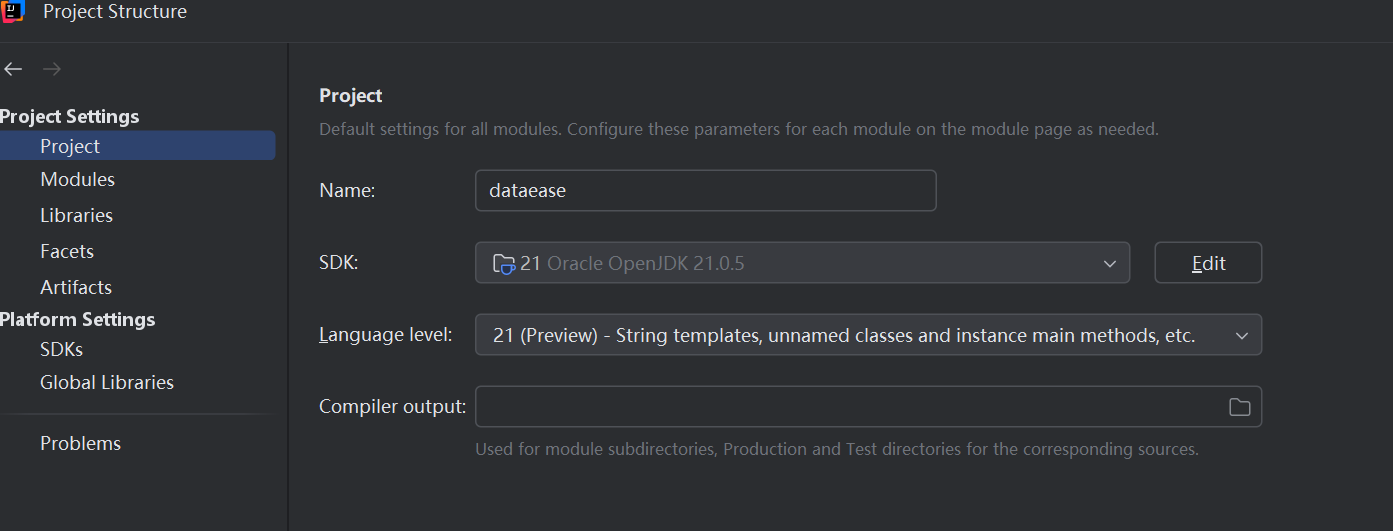 IJ
Project Structure
Project Settings
Project
Modules
Libraries
Facets
Artifacts
Platform Settings
SDKs
Global Libraries
Problems
Project
Default settings for all modules. Configure these parameters for each module on the module page as needed.
Name: dataease
SDK: 21 Oracle OpenJDK 21.0.5 Edit
Language level: 21 (Preview) - String templates, unnamed classes and instance main methods, etc.
Compiler output:
Used for module subdirectories, Production and Test directories for the corresponding sources.